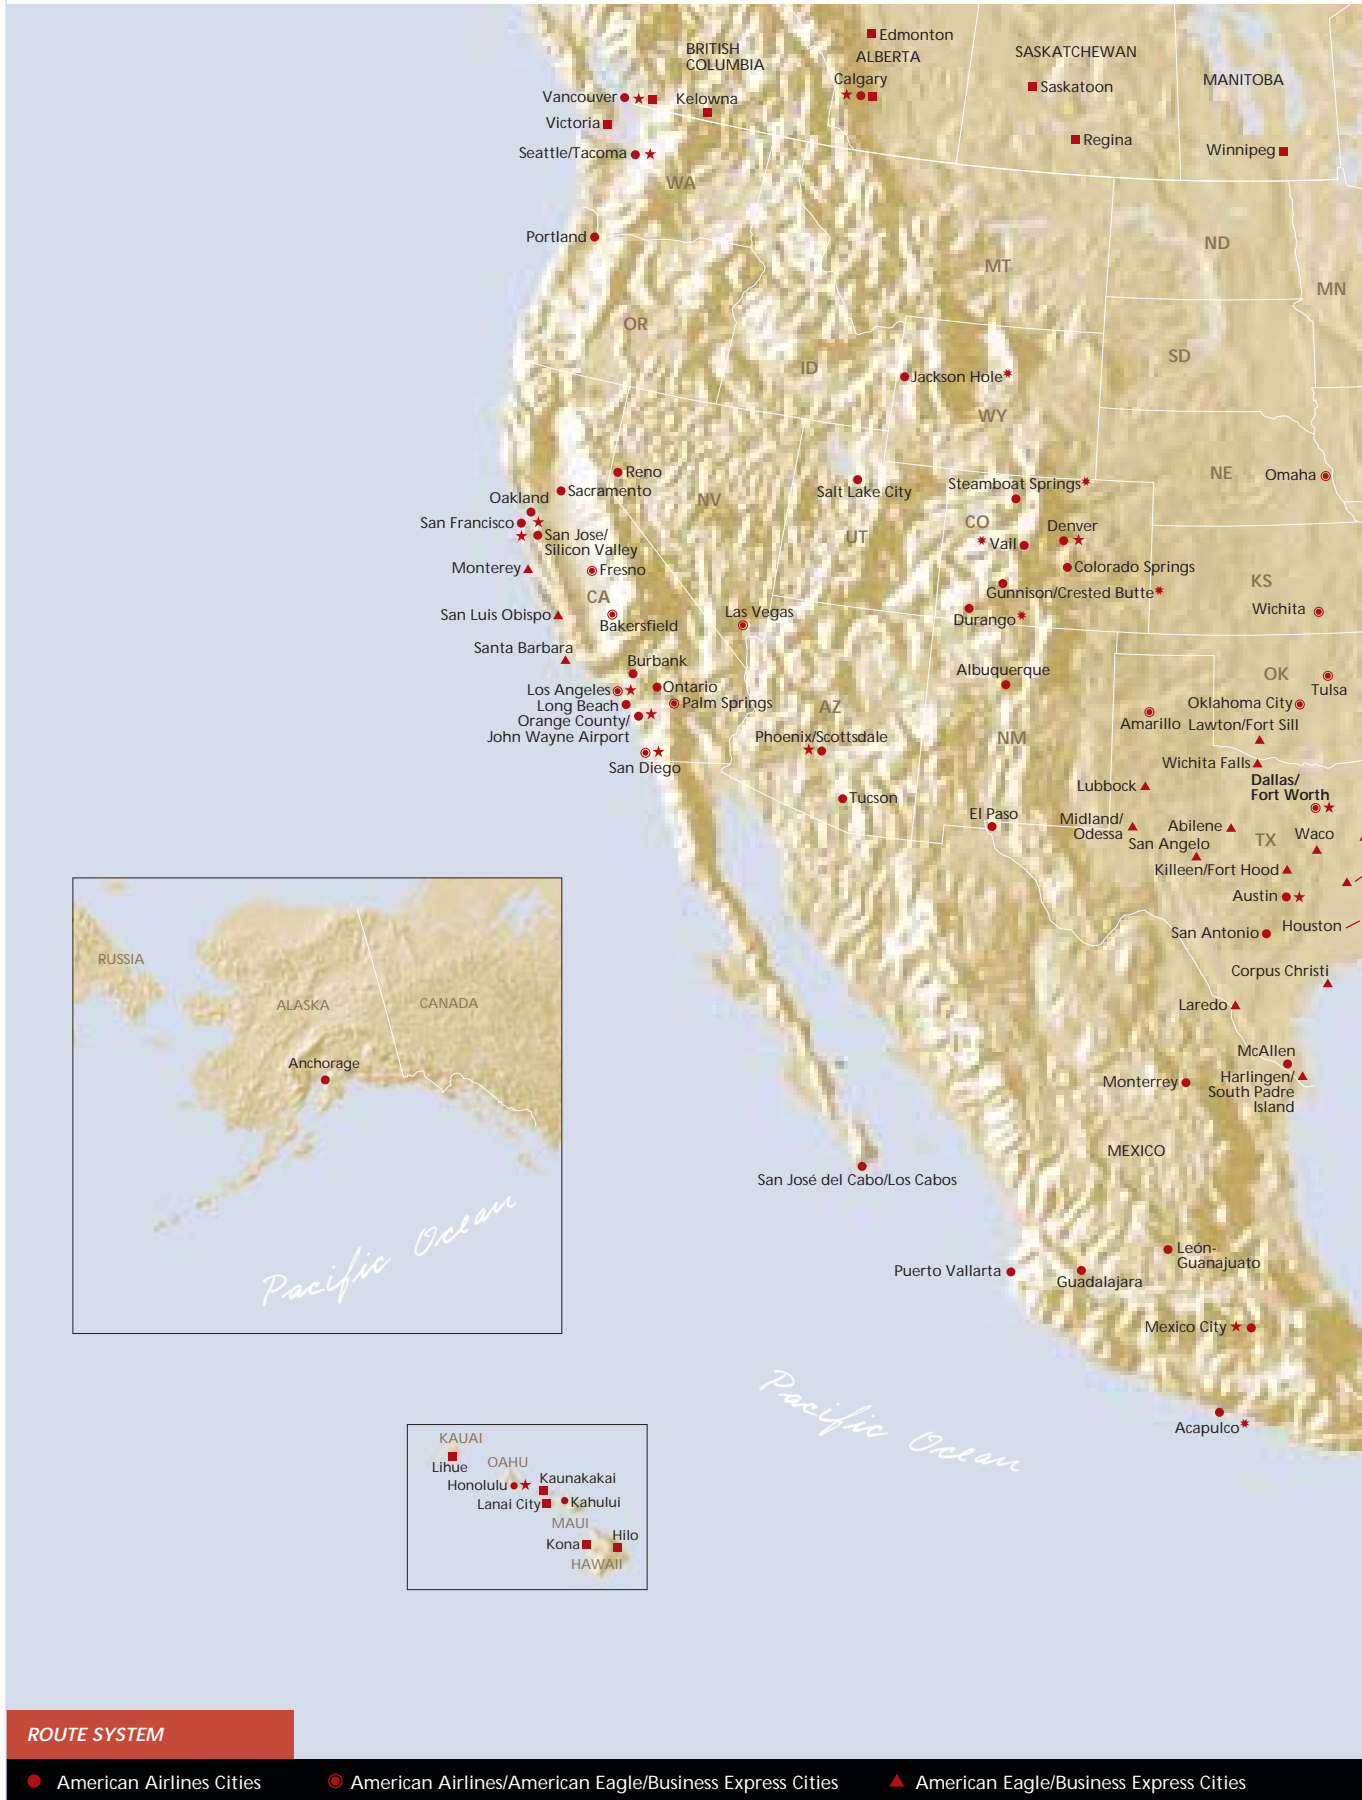 Edmonton
BRITISH
COLUMBIA
ALBERTA
SASKATCHEWAN
MANITOBA
Calgary
Saskatoon
Vancouver
Kelowna
Victoria
Regina
Winnipeg
Seattle/Tacoma
WA
Portland
ND
MT
MN
OR
SD
ID
Jackson Hole
WY
Reno
NE
Omaha
Sacramento
Salt Lake City
Steamboat Springs
Oakland
NV
San Francisco
CO
Denver
San Jose/
Silicon Valley
UT
Vail
Monterey
Fresno
Colorado Springs
KS
CA
Gunnison/Crested Butte
San Luis Obispo
Bakersfield
Las Vegas
Durango
Wichita
Santa Barbara
Burbank
Albuquerque
OK
Los Angeles
Ontario
Tulsa
Long Beach
Palm Springs
AZ
Oklahoma City
Orange County/
John Wayne Airport
Amarillo
Lawton/Fort Sill
Phoenix/Scottsdale
NM
San Diego
Wichita Falls
Lubbock
Dallas/
Fort Worth
Tucson
El Paso
Midland/
Odessa
Abilene
TX
Waco
San Angelo
Killeen/Fort Hood
Austin
San Antonio
Houston
Corpus Christi
Laredo
RUSSIA
ALASKA
CANADA
Anchorage
McAllen
Monterrey
Harlingen/
South Padre
Island
MEXICO
San José del Cabo/Los Cabos
Pacific Ocean
León-
Guanajuato
Puerto Vallarta
Guadalajara
Mexico City
Pacific Ocean
Acapulco
KAUAI
Lihue
OAHU
Honolulu
Kaunakakai
Lanai City
Kahului
MAUI
Kona
Hilo
HAWAII
ROUTE SYSTEM
American Airlines Cities
American Airlines/American Eagle/Business Express Cities
American Eagle/Business Express Cities